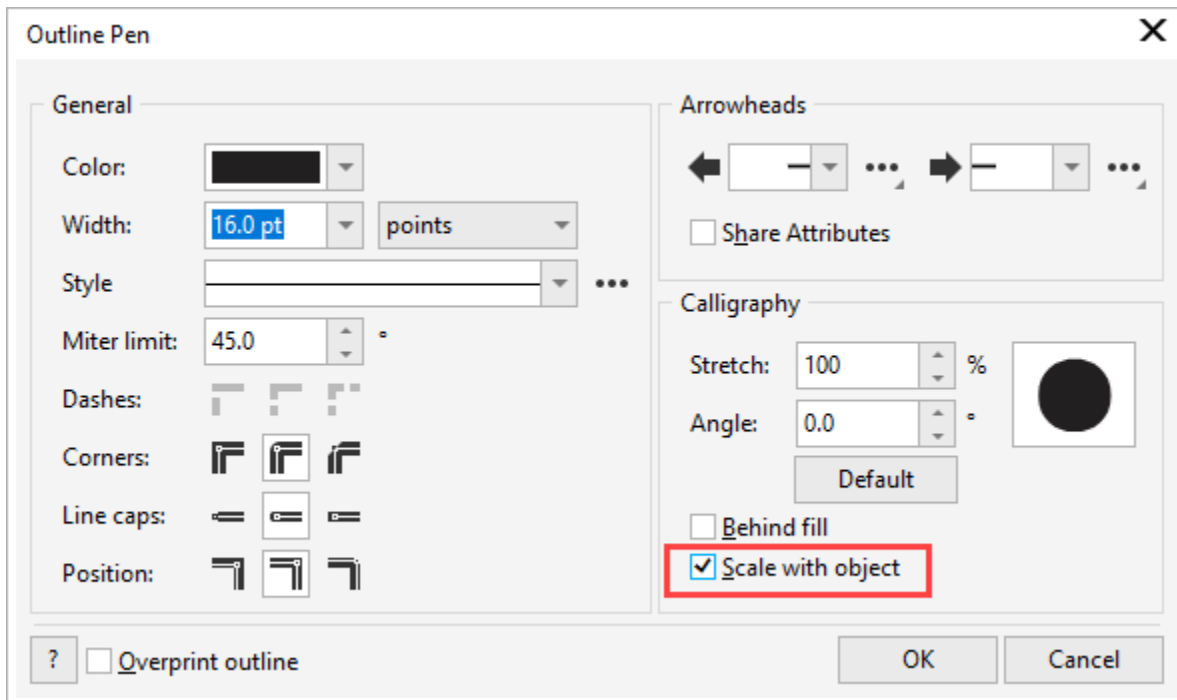 Outline Pen
General
Color:
Width: 16.0 pt points
Style
Miter limit: 45.0 °
Dashes:
Corners:
Line caps:
Position:
Arrowheads
Share Attributes
Calligraphy
Stretch: 100 %
Angle: 0.0 °
Default
Behind fill
Scale with object
? Overprint outline OK Cancel